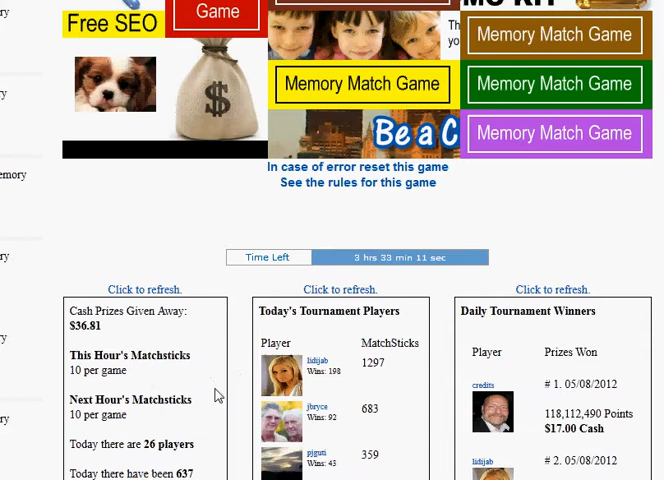 MC KIT
Game
Free SEO
Memory Match Game
Memory Match Game
Memory Match Game
$
Be a C
Memory Match Game
In case of error reset this game
See the rules for this game
Time Left
3 hrs 33 min 11 sec
Click to refresh.
Cash Prizes Given Away:
$36.81
This Hour's Matchsticks
10 per game
Next Hour's Matchsticks
10 per game
Today there are 26 players
Today there have been 637
Click to refresh.
Today's Tournament Players
Player MatchSticks
lidijab
Wins: 198
1297
jbryce
Wins: 92
683
pjguti
Wins: 43
359
Click to refresh.
Daily Tournament Winners
Player Prizes Won
credits
# 1. 05/08/2012
118,112,490 Points
$17.00 Cash
lidijab
# 2. 05/08/2012